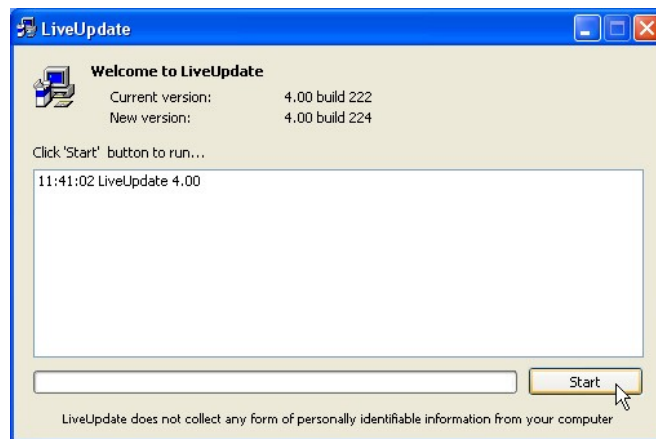 LiveUpdate
Welcome to LiveUpdate
Current version: 4.00 build 222
New version: 4.00 build 224
Click 'Start' button to run...
11:41:02 LiveUpdate 4.00
Start
LiveUpdate does not collect any form of personally identifiable information from your computer